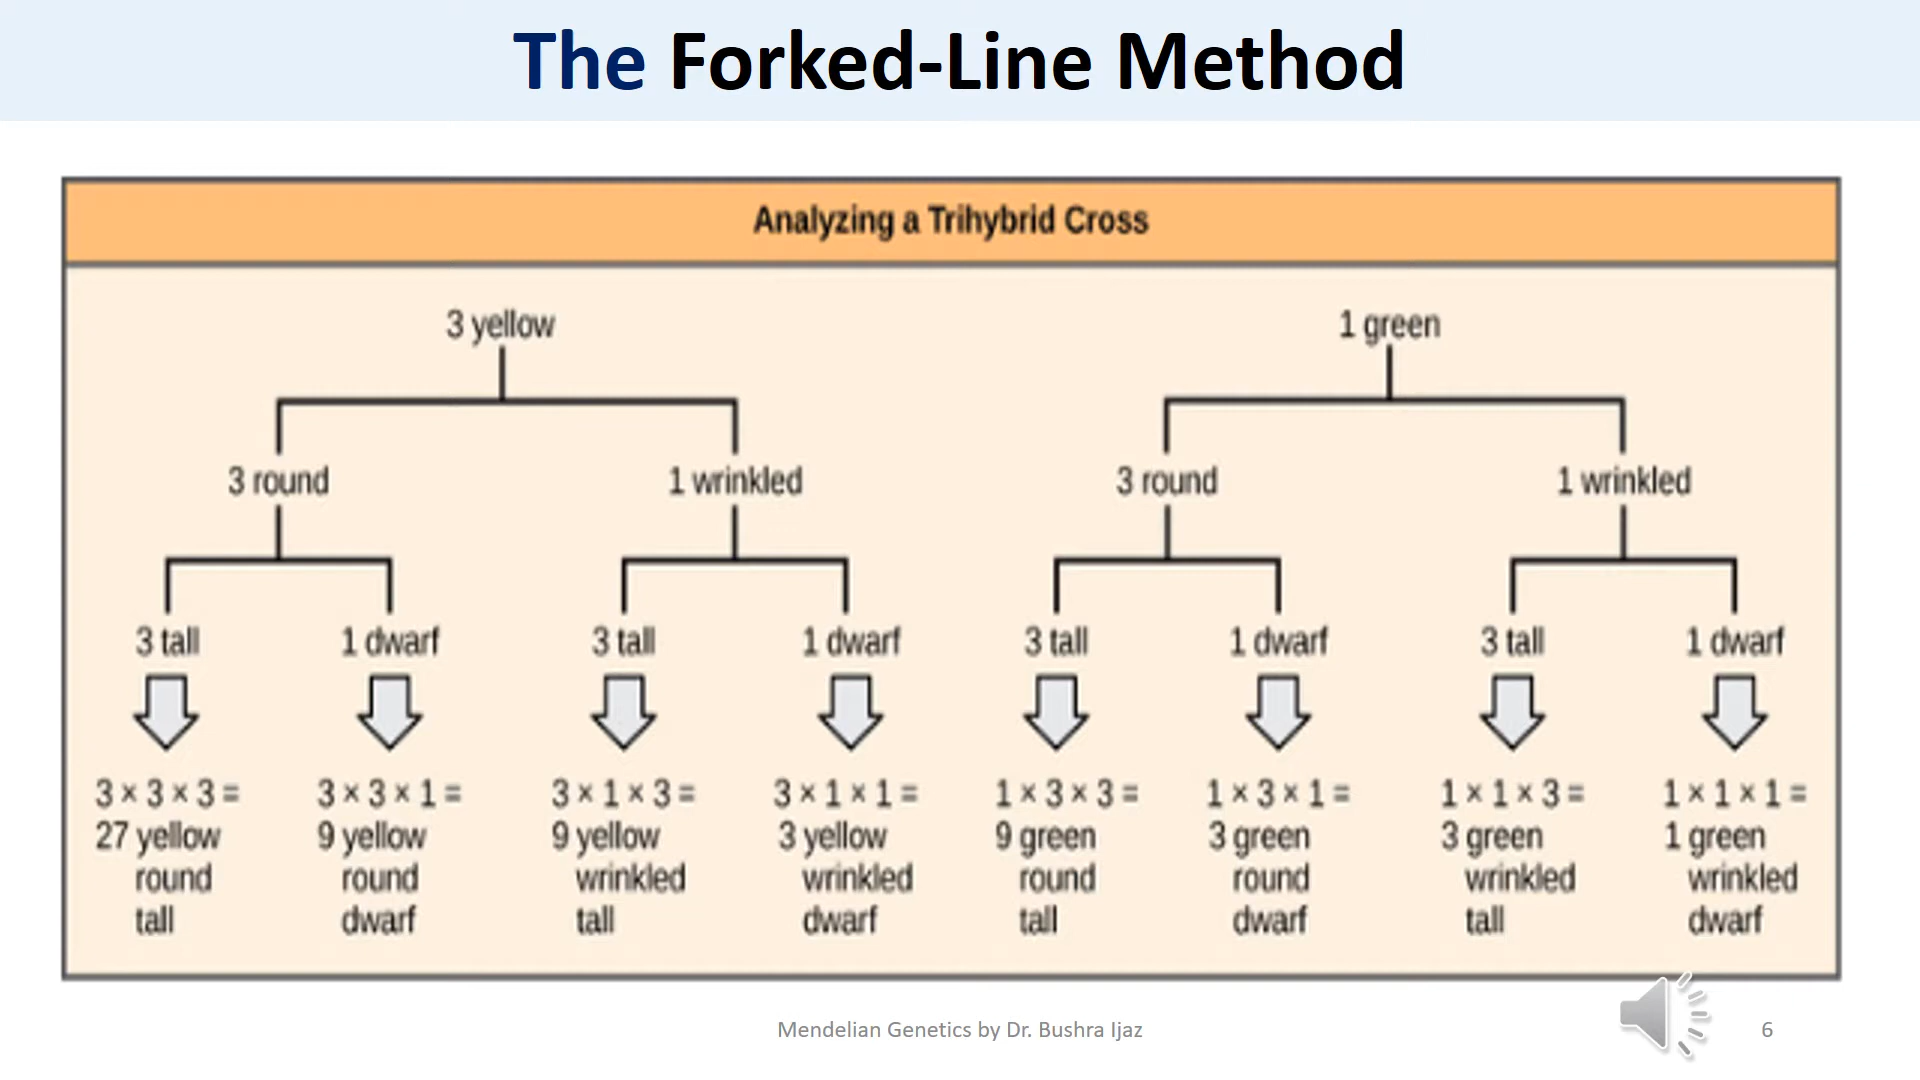 The Forked-Line Method
Analyzing a Trihybrid Cross
3 yellow
1 green
3 round
1 wrinkled
3 round
1 wrinkled
3 tall
1 dwarf
3 tall
1 dwarf
3 tall
1 dwarf
3 tall
1 dwarf
3 × 3 × 3 =
27 yellow
round
tall
3 × 3 × 1 =
9 yellow
round
dwarf
3 × 1 × 3 =
9 yellow
wrinkled
tall
3 × 1 × 1 =
3 yellow
wrinkled
dwarf
1 × 3 × 3 =
9 green
round
tall
1 × 3 × 1 =
3 green
round
dwarf
1 × 1 × 3 =
3 green
wrinkled
tall
1 × 1 × 1 =
1 green
wrinkled
dwarf
Mendelian Genetics by Dr. Bushra Ijaz
6